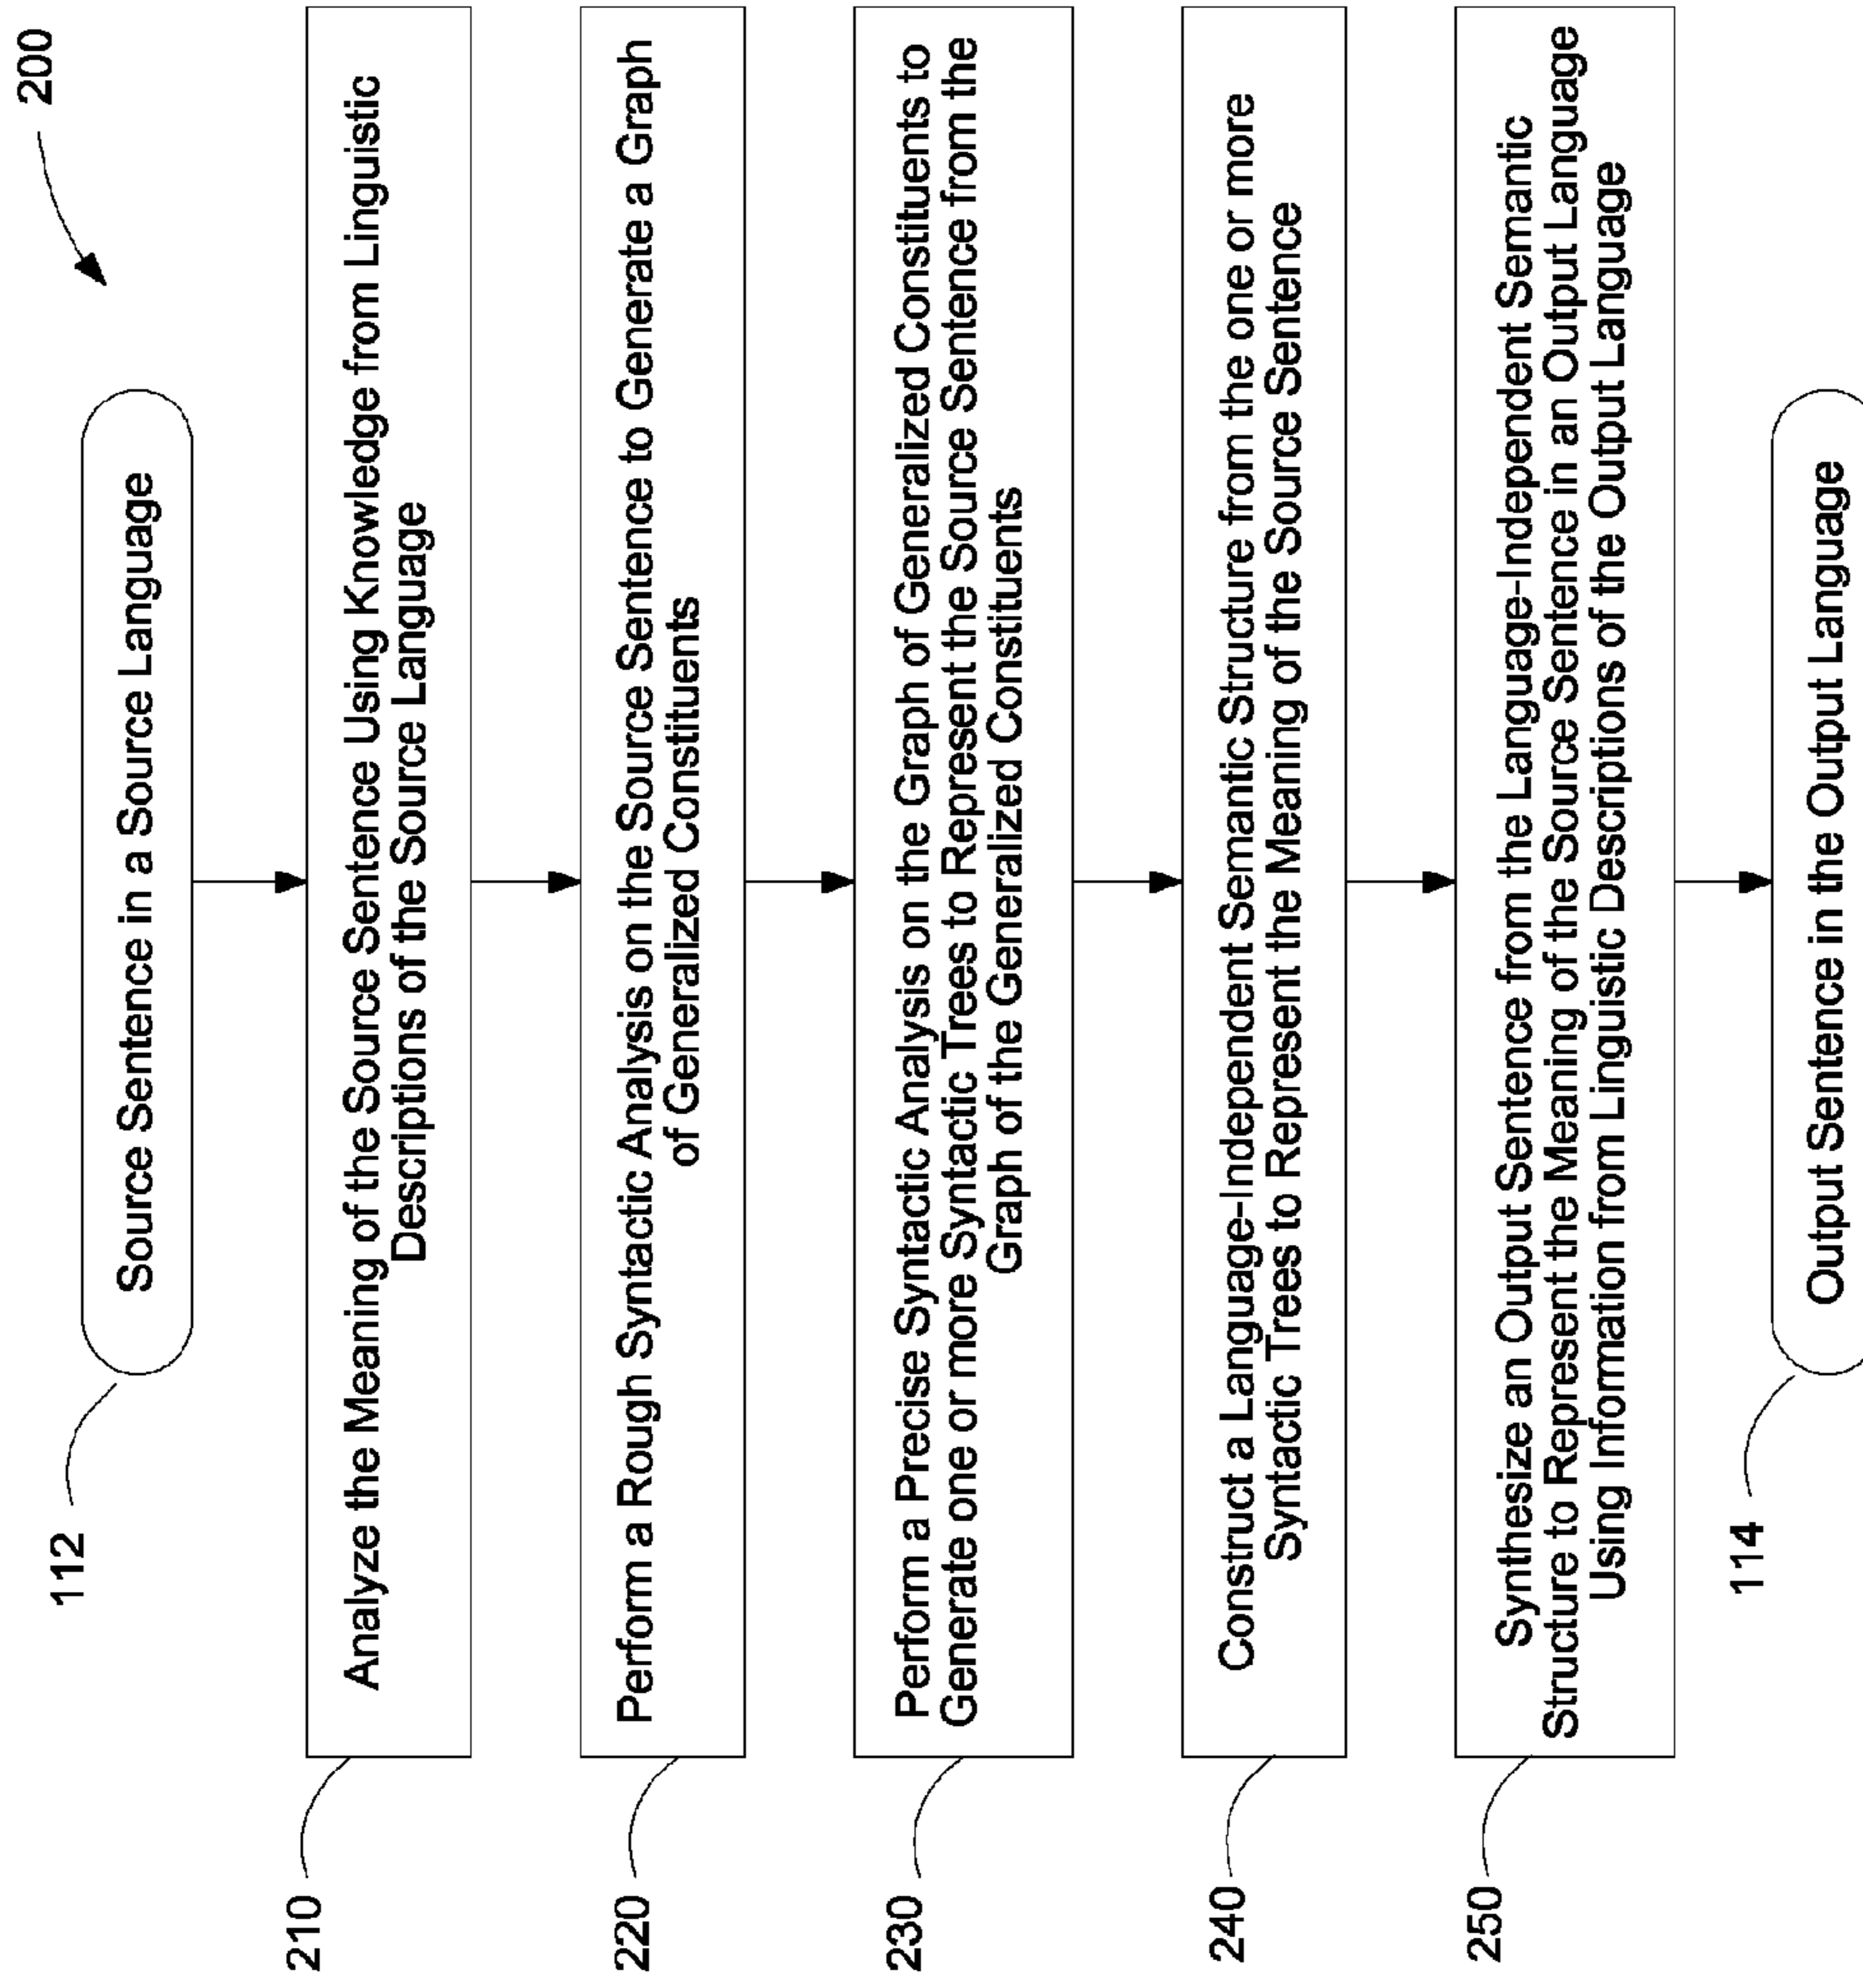 200
112
Source Sentence in a Source Language
210
Analyze the Meaning of the Source Sentence Using Knowledge from Linguistic
Descriptions of the Source Language
220
Perform a Rough Syntactic Analysis on the Source Sentence to Generate a Graph
of Generalized Constituents
230
Perform a Precise Syntactic Analysis on the Graph of Generalized Constituents to
Generate one or more Syntactic Trees to Represent the Source Sentence from the
Graph of the Generalized Constituents
240
Construct a Language-Independent Semantic Structure from the one or more
Syntactic Trees to Represent the Meaning of the Source Sentence
250
Synthesize an Output Sentence from the Language-Independent Semantic
Structure to Represent the Meaning of the Source Sentence in an Output Language
Using Information from Linguistic Descriptions of the Output Language
114
Output Sentence in the Output Language